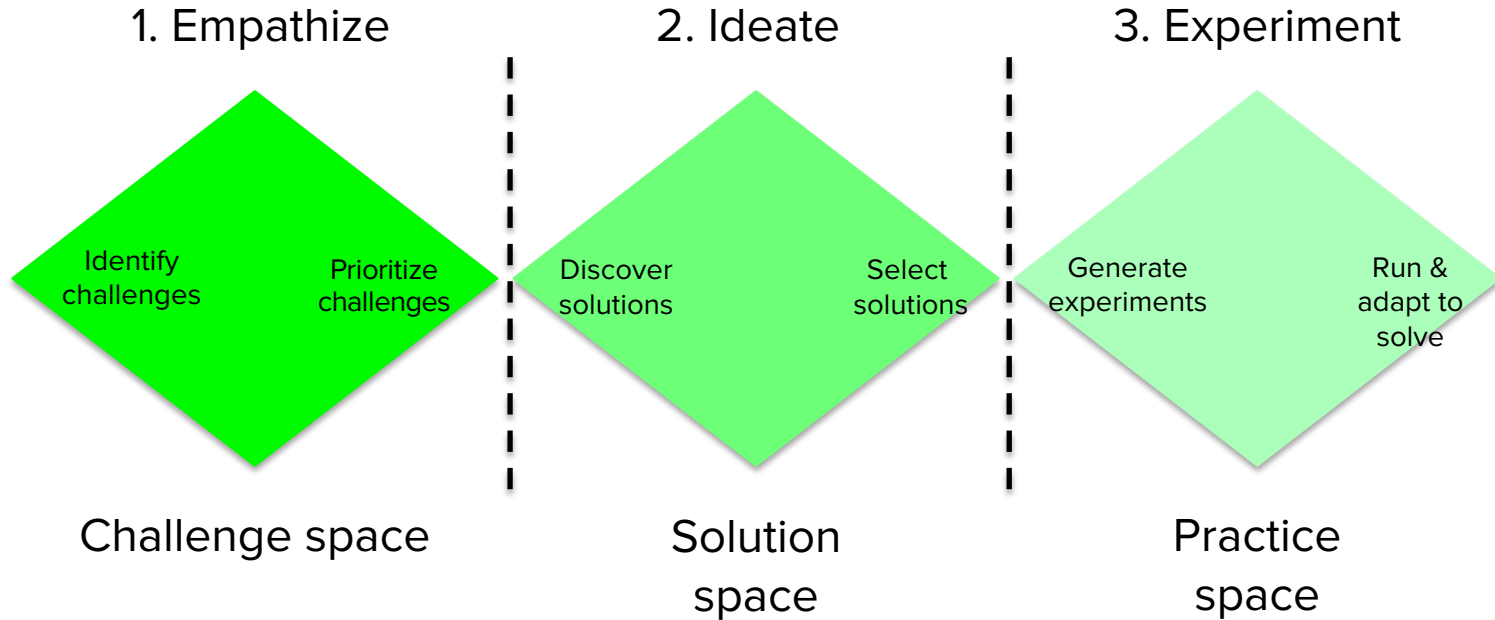 1. Empathize
2. Ideate
3. Experiment
Identify
challenges
Prioritize
challenges
Discover
solutions
Select
solutions
Generate
experiments
Run &
adapt to
solve
Challenge space
Solution
space
Practice
space